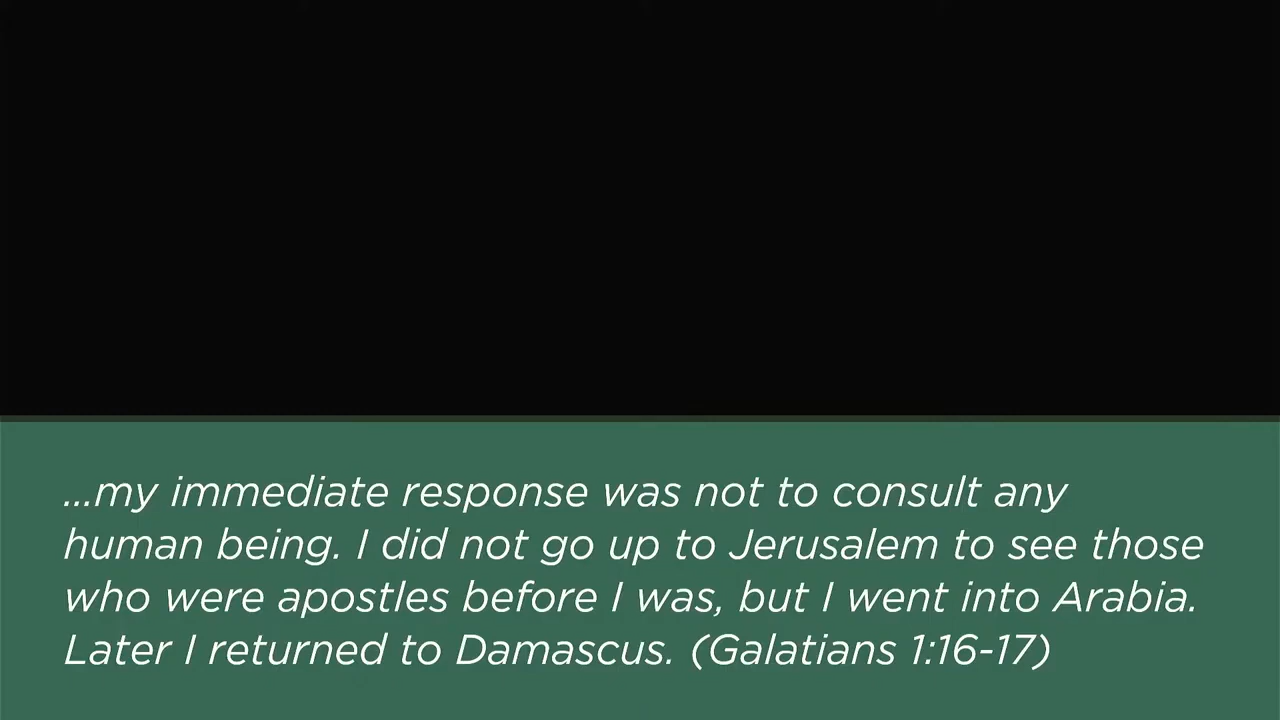 ...my immediate response was not to consult any
human being. I did not go up to Jerusalem to see those
who were apostles before I was, but I went into Arabia.
Later I returned to Damascus. (Galatians 1:16-17)